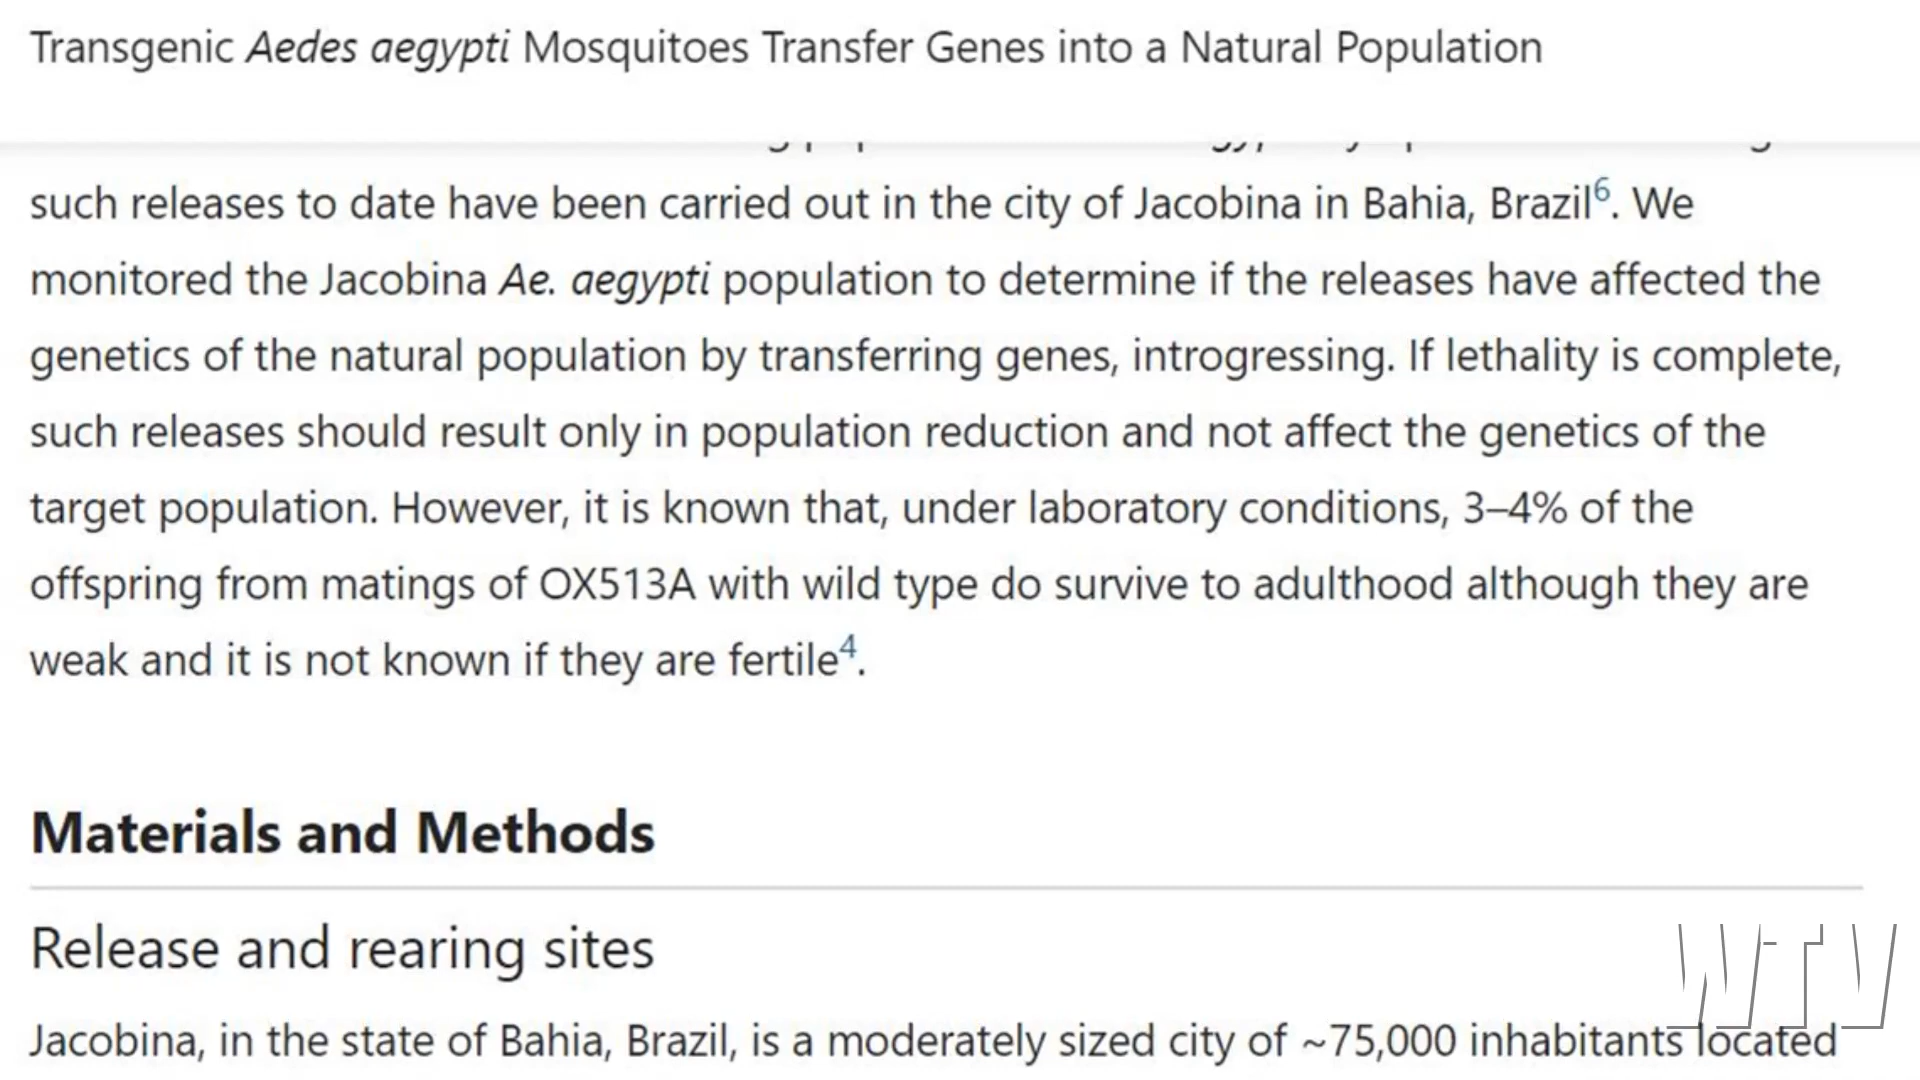 Transgenic Aedes aegypti Mosquitoes Transfer Genes into a Natural Population
such releases to date have been carried out in the city of Jacobina in Bahia, Brazil6. We
monitored the Jacobina Ae. aegypti population to determine if the releases have affected the
genetics of the natural population by transferring genes, introgressing. If lethality is complete,
such releases should result only in population reduction and not affect the genetics of the
target population. However, it is known that, under laboratory conditions, 3–4% of the
offspring from matings of OX513A with wild type do survive to adulthood although they are
weak and it is not known if they are fertile4.
Materials and Methods
Release and rearing sites
WTV
Jacobina, in the state of Bahia, Brazil, is a moderately sized city of ~75,000 inhabitants located